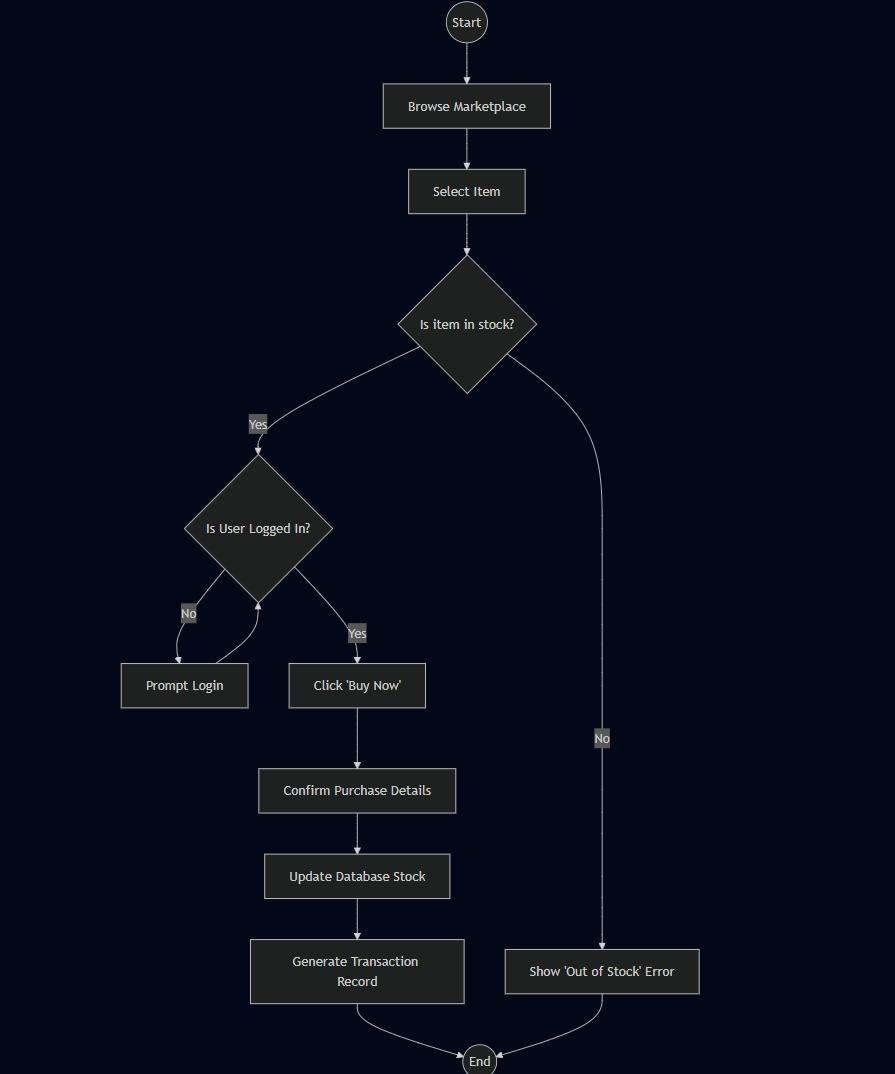 Start
Browse Marketplace
Select Item
Is item in stock?
Yes
Is User Logged In?
No
Yes
Prompt Login
Click 'Buy Now'
No
Confirm Purchase Details
Update Database Stock
Generate Transaction
Record
Show 'Out of Stock' Error
End